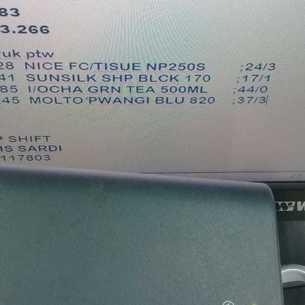 83
3.266
ruk ptw
28 NICE FC/TISUE NP250S ;24/3
41 SUNSILK SHP BLCK 170 ;17/1
85 I/OCHA GRN TEA 500ML ;44/0
45 MOLTO PWANGI BLU 820 ;37/3
P SHIFT
MS SARDI
117803